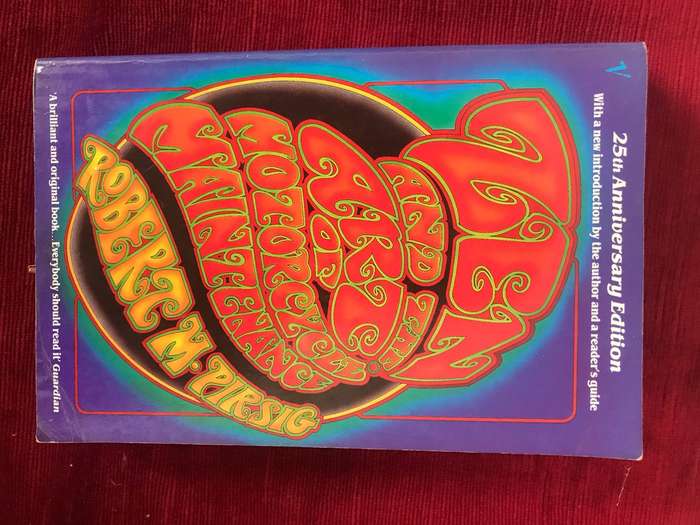 25th Anniversary Edition
With a new introduction by the author and a reader's guide
ZEN
AND THE
ART OF
MOTORCYCLE
MAINTENANCE
ROBERT M. PIRSIG
'A brilliant and original book...Everybody should read it' Guardian